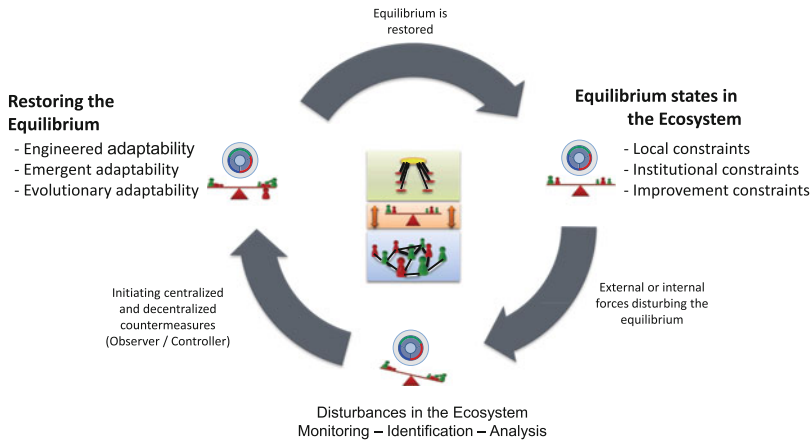 Equilibrium is
restored
Restoring the
Equilibrium
- Engineered adaptability
- Emergent adaptability
- Evolutionary adaptability
Equilibrium states in
the Ecosystem
- Local constraints
- Institutional constraints
- Improvement constraints
Initiating centralized
and decentralized
countermeasures
(Observer / Controller)
External or internal
forces disturbing the
equilibrium
Disturbances in the Ecosystem
Monitoring – Identification – Analysis